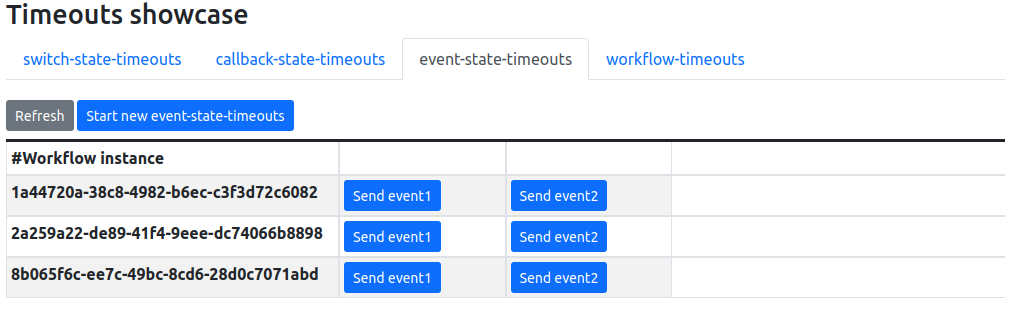 Timeouts showcase
switch-state-timeouts callback-state-timeouts event-state-timeouts workflow-timeouts
Refresh Start new event-state-timeouts
#Workflow instance
1a44720a-38c8-4982-b6ec-c3f3d72c6082 Send event1 Send event2
2a259a22-de89-41f4-9eee-dc74066b8898 Send event1 Send event2
8b065f6c-ee7c-49bc-8cd6-28d0c7071abd Send event1 Send event2